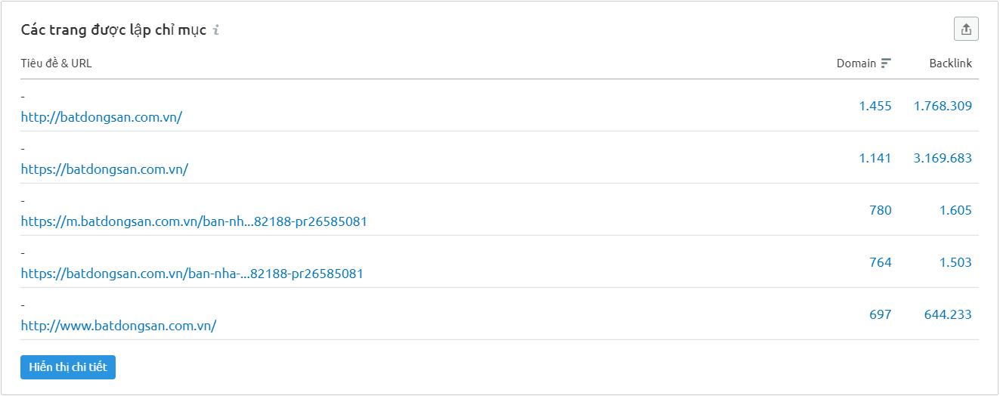 Các trang được lập chỉ mục
Tiêu đề & URL Domain Backlink
-
http://batdongsan.com.vn/ 1.455 1.768.309
-
https://batdongsan.com.vn/ 1.141 3.169.683
-
https://m.batdongsan.com.vn/ban-nh...82188-pr26585081 780 1.605
-
https://batdongsan.com.vn/ban-nha-...82188-pr26585081 764 1.503
-
http://www.batdongsan.com.vn/ 697 644.233
Hiển thị chi tiết